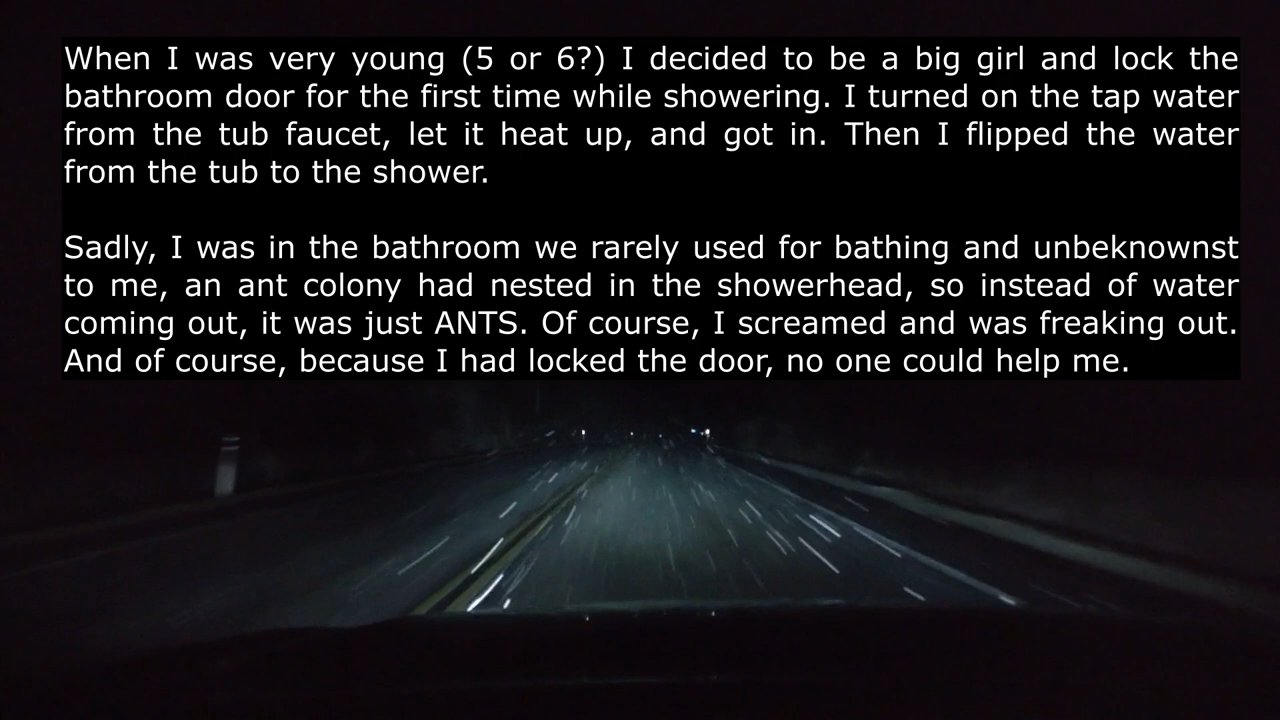 When I was very young (5 or 6?) I decided to be a big girl and lock the
bathroom door for the first time while showering. I turned on the tap water
from the tub faucet, let it heat up, and got in. Then I flipped the water
from the tub to the shower.
Sadly, I was in the bathroom we rarely used for bathing and unbeknownst
to me, an ant colony had nested in the showerhead, so instead of water
coming out, it was just ANTS. Of course, I screamed and was freaking out.
And of course, because I had locked the door, no one could help me.